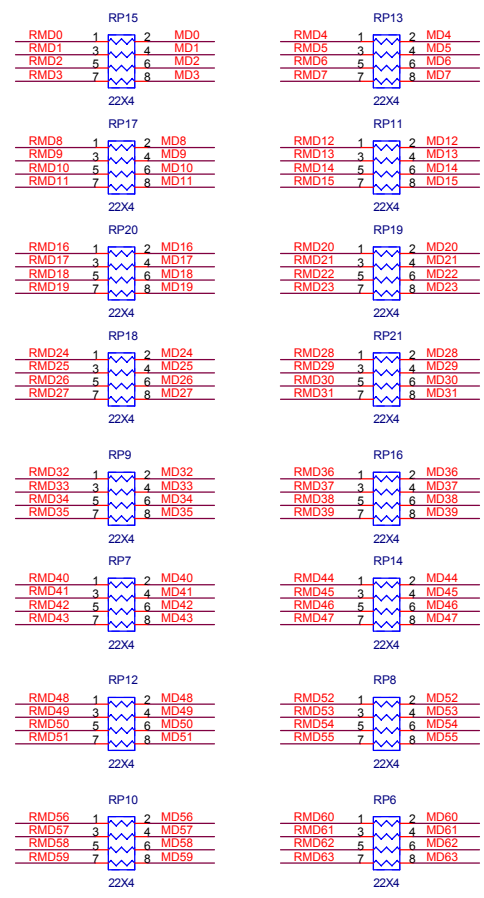 RP15 RP13
RMD0 1 2 MD0 RMD4 1 2 MD4
RMD1 3 4 MD1 RMD5 3 4 MD5
RMD2 5 6 MD2 RMD6 5 6 MD6
RMD3 7 8 MD3 RMD7 7 8 MD7
22X4 22X4
RP17 RP11
RMD8 1 2 MD8 RMD12 1 2 MD12
RMD9 3 4 MD9 RMD13 3 4 MD13
RMD10 5 6 MD10 RMD14 5 6 MD14
RMD11 7 8 MD11 RMD15 7 8 MD15
22X4 22X4
RP20 RP19
RMD16 1 2 MD16 RMD20 1 2 MD20
RMD17 3 4 MD17 RMD21 3 4 MD21
RMD18 5 6 MD18 RMD22 5 6 MD22
RMD19 7 8 MD19 RMD23 7 8 MD23
22X4 22X4
RP18 RP21
RMD24 1 2 MD24 RMD28 1 2 MD28
RMD25 3 4 MD25 RMD29 3 4 MD29
RMD26 5 6 MD26 RMD30 5 6 MD30
RMD27 7 8 MD27 RMD31 7 8 MD31
22X4 22X4
RP9 RP16
RMD32 1 2 MD32 RMD36 1 2 MD36
RMD33 3 4 MD33 RMD37 3 4 MD37
RMD34 5 6 MD34 RMD38 5 6 MD38
RMD35 7 8 MD35 RMD39 7 8 MD39
22X4 22X4
RP7 RP14
RMD40 1 2 MD40 RMD44 1 2 MD44
RMD41 3 4 MD41 RMD45 3 4 MD45
RMD42 5 6 MD42 RMD46 5 6 MD46
RMD43 7 8 MD43 RMD47 7 8 MD47
22X4 22X4
RP12 RP8
RMD48 1 2 MD48 RMD52 1 2 MD52
RMD49 3 4 MD49 RMD53 3 4 MD53
RMD50 5 6 MD50 RMD54 5 6 MD54
RMD51 7 8 MD51 RMD55 7 8 MD55
22X4 22X4
RP10 RP6
RMD56 1 2 MD56 RMD60 1 2 MD60
RMD57 3 4 MD57 RMD61 3 4 MD61
RMD58 5 6 MD58 RMD62 5 6 MD62
RMD59 7 8 MD59 RMD63 7 8 MD63
22X4 22X4